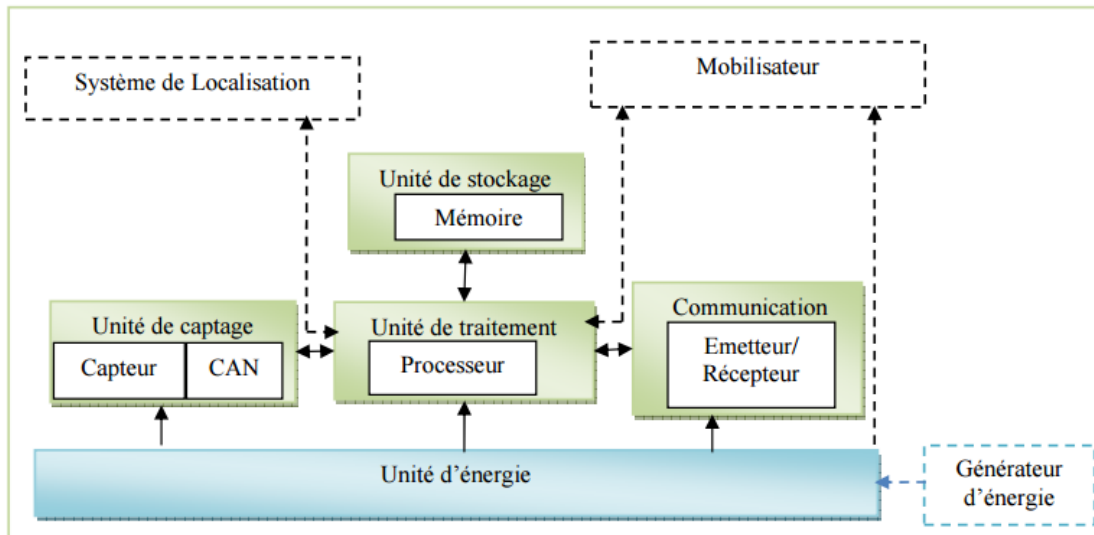 Système de Localisation
Mobilisateur
Unité de stockage
Mémoire
Unité de captage
Capteur
CAN
Unité de traitement
Processeur
Communication
Emetteur/
Récepteur
Unité d’énergie
Générateur
d’énergie